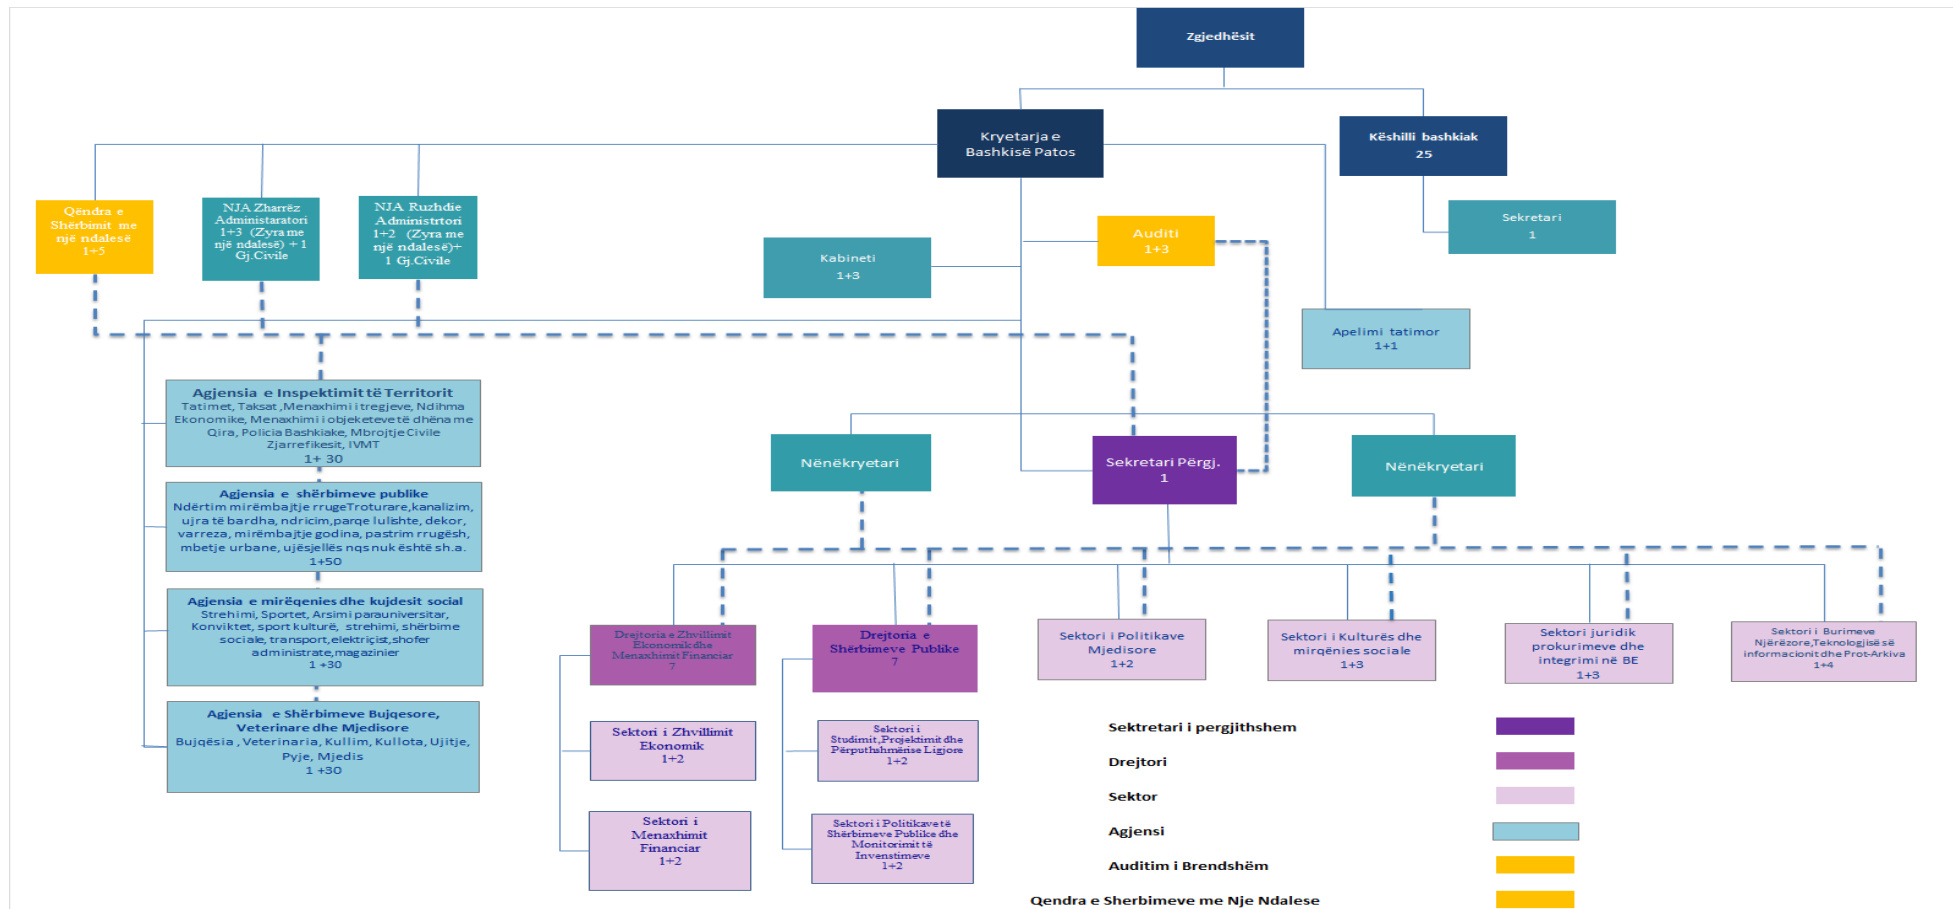 Zgjedhësit
Kryetarja e
Bashkisë Patos
Këshilli bashkiak
25
Qëndra e
Shërbimit me
një ndalesë
1+5
NJA Zharrëz
Administaratori
1+3 (Zyra me
një ndalesë) + 1
Gj.Civile
NJA Ruzhdie
Administrtori
1+2 (Zyra me
një ndalesë)+
1 Gj.Civile
Sekretari
1
Auditi
1+3
Kabineti
1+3
Apelimi tatimor
1+1
Agjensia e Inspektimit të Territorit
Tatimet, Taksat ,Menaxhimi i tregjeve, Ndihma
Ekonomike, Menaxhimi i objeketeve të dhëna me
Qira, Policia Bashkiake, Mbrojtje Civile
Zjarrefikesit, IVMT
1+ 30
Nënëkryetari
Sekretari Përgj.
1
Nënëkryetari
Agjensia e shërbimeve publike
Ndërtim mirëmbajtje rrugeTroturare,kanalizim,
ujra të bardha, ndricim,parqe lulishte, dekor,
varreza, mirëmbajtje godina, pastrim rrugësh,
mbetje urbane, ujësjellës nqs nuk është sh.a.
1+50
Agjensia e mirëqenies dhe kujdesit social
Strehimi, Sportet, Arsimi parauniversitar,
Konviktet, sport kulturë, strehimi, shërbime
sociale, transport,elektriçist,shofer
administrate,magazinier
1 +30
Agjensia e Shërbimeve Bujqesore,
Veterinare dhe Mjedisore
Bujqësia , Veterinaria, Kullim, Kullota, Ujitje,
Pyje, Mjedis
1 +30
Drejtoria e Zhvillimit
Ekonomik dhe
Menaxhimit Financiar
7
Drejtoria e
Shërbimeve Publike
7
Sektori i Politikave
Mjedisore
1+2
Sektori i Kulturës dhe
mirqënies sociale
1+3
Sektori juridik
prokurimeve dhe
integrimi në BE
1+3
Sektori i Burimeve
Njërëzore,Teknologjisë së
informacionit dhe Prot-Arkiva
1+4
Sektori i Zhvillimit
Ekonomik
1+2
Sektori i
Studimit,Projektimit dhe
Përputhshmërise Ligjore
1+2
Sektori i
Menaxhimit
Financiar
1+2
Sektori i Politikave të
Shërbimeve Publike dhe
Monitorimit të
Invenstimeve
1+2
Sektretari i pergjithshem
Drejtori
Sektor
Agjensi
Auditim i Brendshëm
Qendra e Sherbimeve me Nje Ndalese